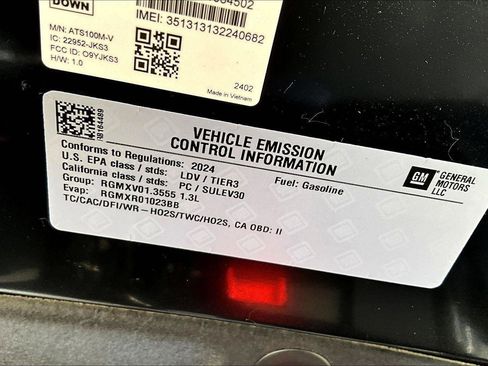 DOWN
IMEI: 351313132240682
M/N: ATS100M-V
IC: 22952-JKS3
FCC ID: O9YJKS3
H/W: 1.0
2402
Made in Vietnam
VEHICLE EMISSION
CONTROL INFORMATION
Conforms to Regulations: 2024
U.S. EPA class / stds: LDV / TIER3
Fuel: Gasoline
California class / stds: PC / SULEV30
Group: RGMXV01.3555 1.3L
Evap: RGMXR01023BB
TC/CAC/DFI/WR-HO2S/TWC/HO2S, CA OBD: II
GM
GENERAL
MOTORS
LLC